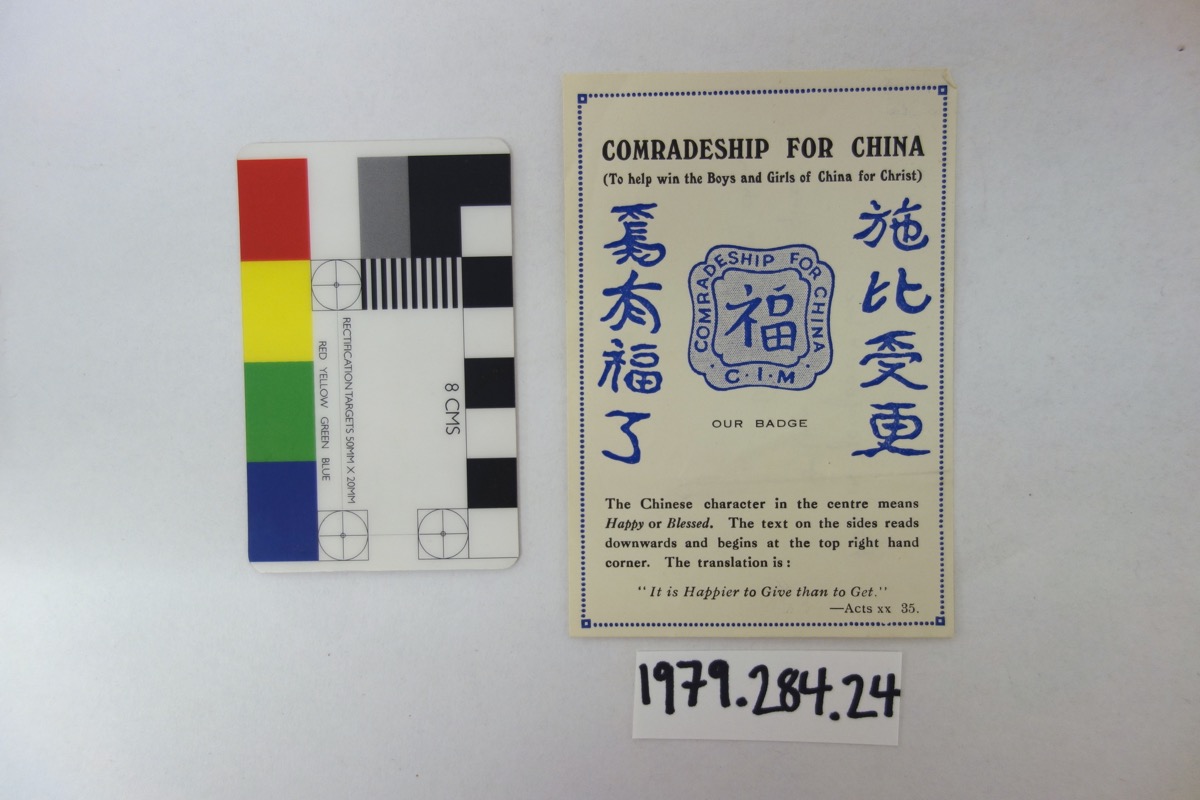 COMRADESHIP FOR CHINA
(To help win the Boys and Girls of China for Christ)
施比受更
爲有福了
COMRADESHIP FOR CHINA
福
· C · I · M ·
OUR BADGE
The Chinese character in the centre means
Happy or Blessed. The text on the sides reads
downwards and begins at the top right hand
corner. The translation is :
"It is Happier to Give than to Get."
—Acts xx 35.
1979.284.24
8 CMS
RECTIFICATION TARGETS 50MM X 20MM
RED YELLOW GREEN BLUE